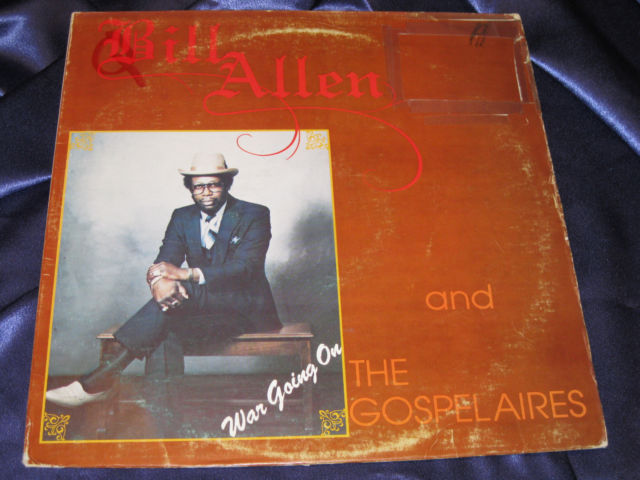 Bill
Allen
and
THE
GOSPELAIRES
War Going On